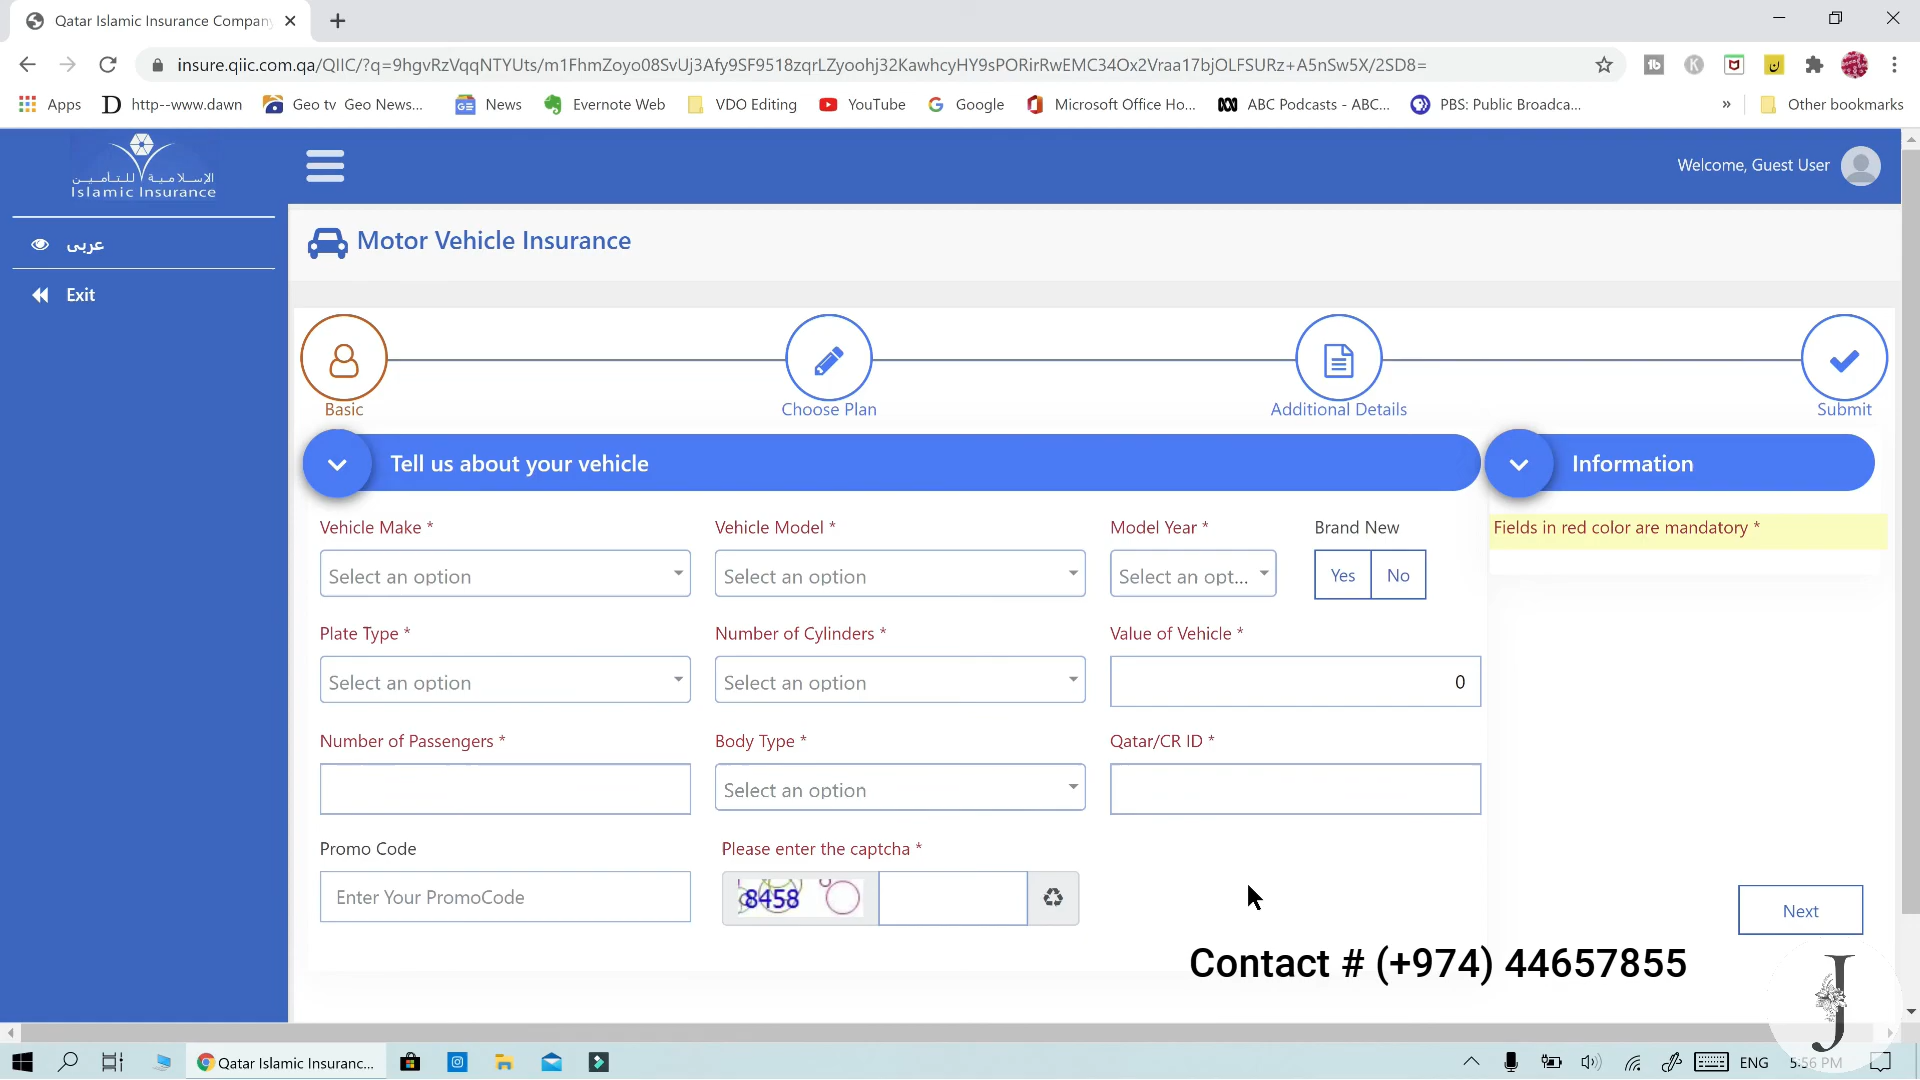 Qatar Islamic Insurance Company
insure.qiic.com.qa/QIIC/?q=9hgvRzVqqNTYUts/m1FhmZoyo08SvUj3Afy9SF9518zqrLZyoohj32KawhcyHY9sPORirRwEMC34Ox2Vraa17bjOLFSURz+A5nSw5X/2SD8=
Apps
http--www.dawn
Geo tv Geo News...
News
Evernote Web
VDO Editing
YouTube
Google
Microsoft Office Ho...
ABC Podcasts - ABC...
PBS: Public Broadca...
»
Other bookmarks
الإسلامية للتأمين
Islamic Insurance
Welcome, Guest User
عربى
Exit
Motor Vehicle Insurance
Basic
Choose Plan
Additional Details
Submit
Tell us about your vehicle
Information
Vehicle Make *
Vehicle Model *
Model Year *
Brand New
Fields in red color are mandatory *
Select an option
Select an option
Select an opt...
Yes
No
Plate Type *
Number of Cylinders *
Value of Vehicle *
Select an option
Select an option
0
Number of Passengers *
Body Type *
Qatar/CR ID *
Select an option
Promo Code
Please enter the captcha *
Enter Your PromoCode
8458
Next
Contact # (+974) 44657855
J
Qatar Islamic Insuranc...
ENG
5:56 PM